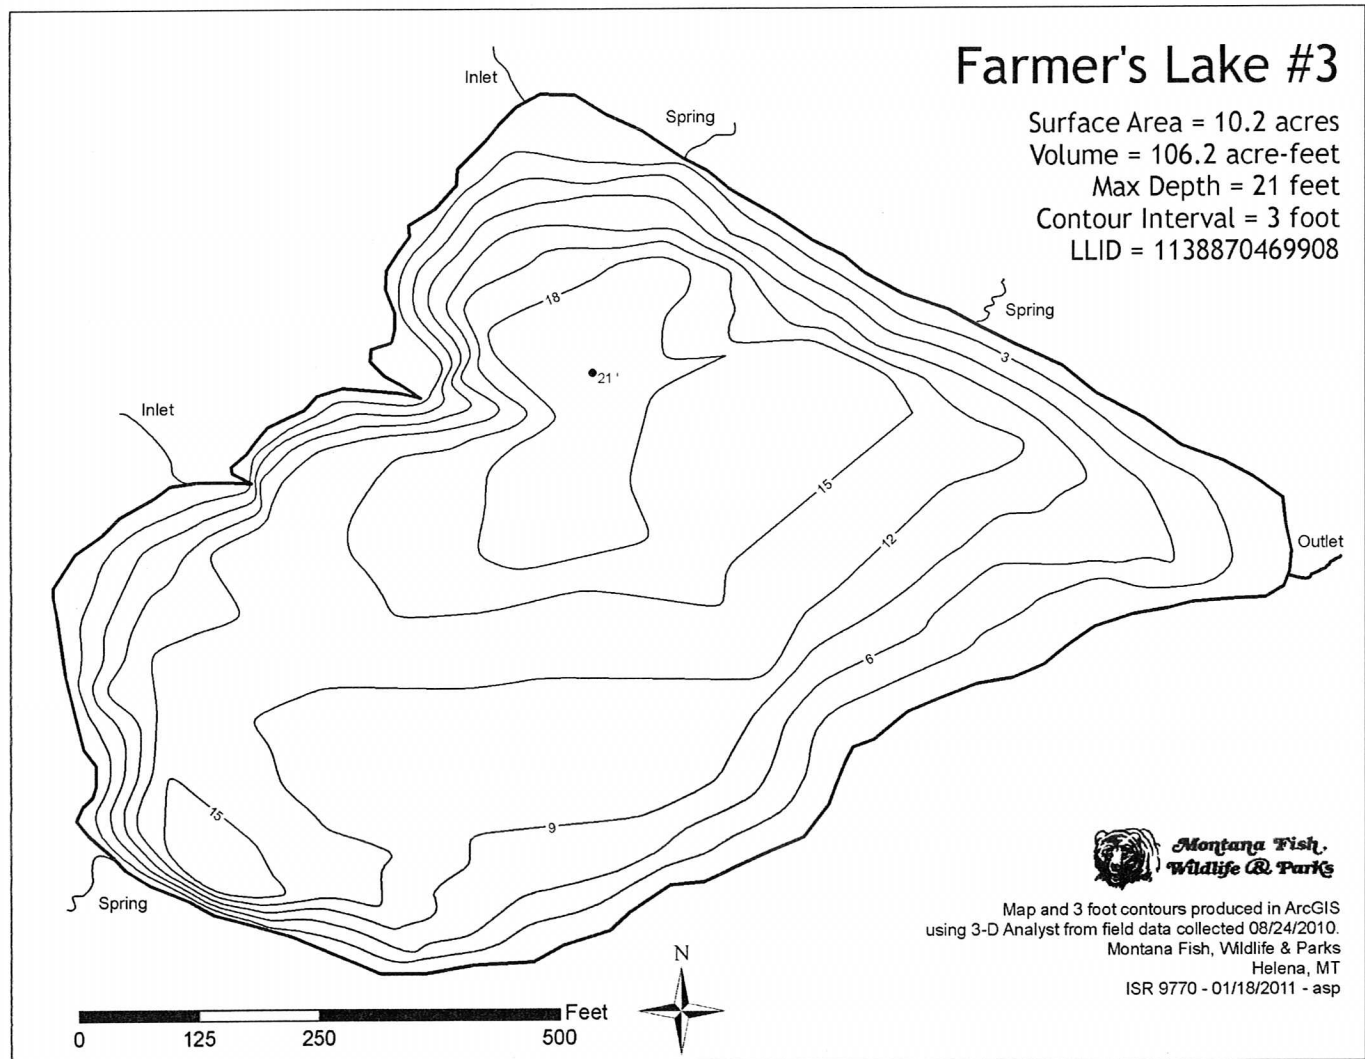 Farmer's Lake #3
Surface Area = 10.2 acres
Volume = 106.2 acre-feet
Max Depth = 21 feet
Contour Interval = 3 foot
LLID = 1138870469908
Inlet
Spring
Spring
18
3
21 '
Inlet
15
12
Outlet
6
15
9
Spring
Montana Fish,
Wildlife & Parks
Map and 3 foot contours produced in ArcGIS
using 3-D Analyst from field data collected 08/24/2010.
Montana Fish, Wildlife & Parks
Helena, MT
ISR 9770 - 01/18/2011 - asp
N
Feet
0 125 250 500